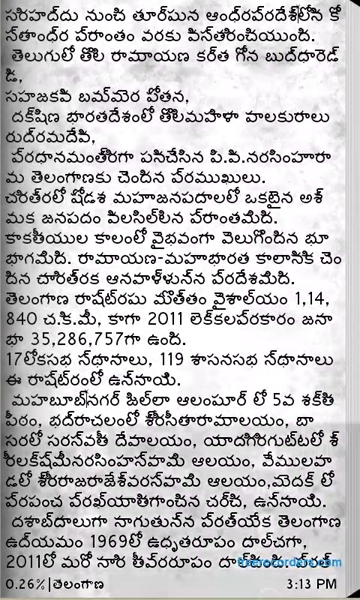 సరిహద్దు నుంచి తూర్పున ఆంధ్రప్రదేశ్‌లోని కో
స్తాంధ్ర ప్రాంతం వరకు విస్తరించియుంది.
తెలుగులో తొలి రామాయణ కర్త గోన బుద్దారెడ్
డి,
సహజకవి బమ్మెర పోతన,
దక్షిణ భారతదేశంలో తొలిమహిళా పాలకురాలు
రుద్రమదేవి,
ప్రధానమంత్రిగా పనిచేసిన పి.వి.నరసింహారా
మ తెలంగాణకు చెందిన ప్రముఖులు.
చరిత్రలో షోడశ మహాజనపదాలలో ఒకటైన అశ్
మక జనపదం విలసిల్లిన ప్రాంతమిది.
కాకతీయుల కాలంలో వైభవంగా వెలుగొందిన భూ
భాగమిది. రామాయణ-మహాభారత కాలానికి చెం
దిన చారిత్రక ఆనవాళ్ళున్న ప్రదేశమిది.
తెలంగాణ రాష్ట్రపు మొత్తం వైశాల్యం 1,14,
840 చ.కి.మీ, కాగా 2011 లెక్కలప్రకారం జనా
భా 35,286,757గా ఉంది.
17లోకసభ స్థానాలు, 119 శాసనసభ స్థానాలు
ఈ రాష్ట్రంలో ఉన్నాయి.
మహబూబ్‌నగర్ జిల్లా ఆలంపూర్ లో 5వ శక్తి
పీఠం, భద్రాచలంలో శ్రీసీతారామాలయం, బా
సరలో సరస్వతీ దేవాలయం, యాదగిరిగుట్టలో శ్
రీలక్ష్మీనరసింహస్వామి ఆలయం, వేములవా
డలో శ్రీరాజరాజేశ్వరస్వామి ఆలయం,మెదక్ లో
ప్రపంచ ప్రఖ్యాతిగాంచిన చర్చి, ఉన్నాయి.
దశాబ్దాలుగా సాగుతున్న ప్రత్యేక తెలంగాణ
ఉద్యమం 1969లో ఉధృతరూపం దాల్చగా,
2011లో మరో సారి తీవ్రరూపం
0.26%|తెలంగాణ 3:13 PM